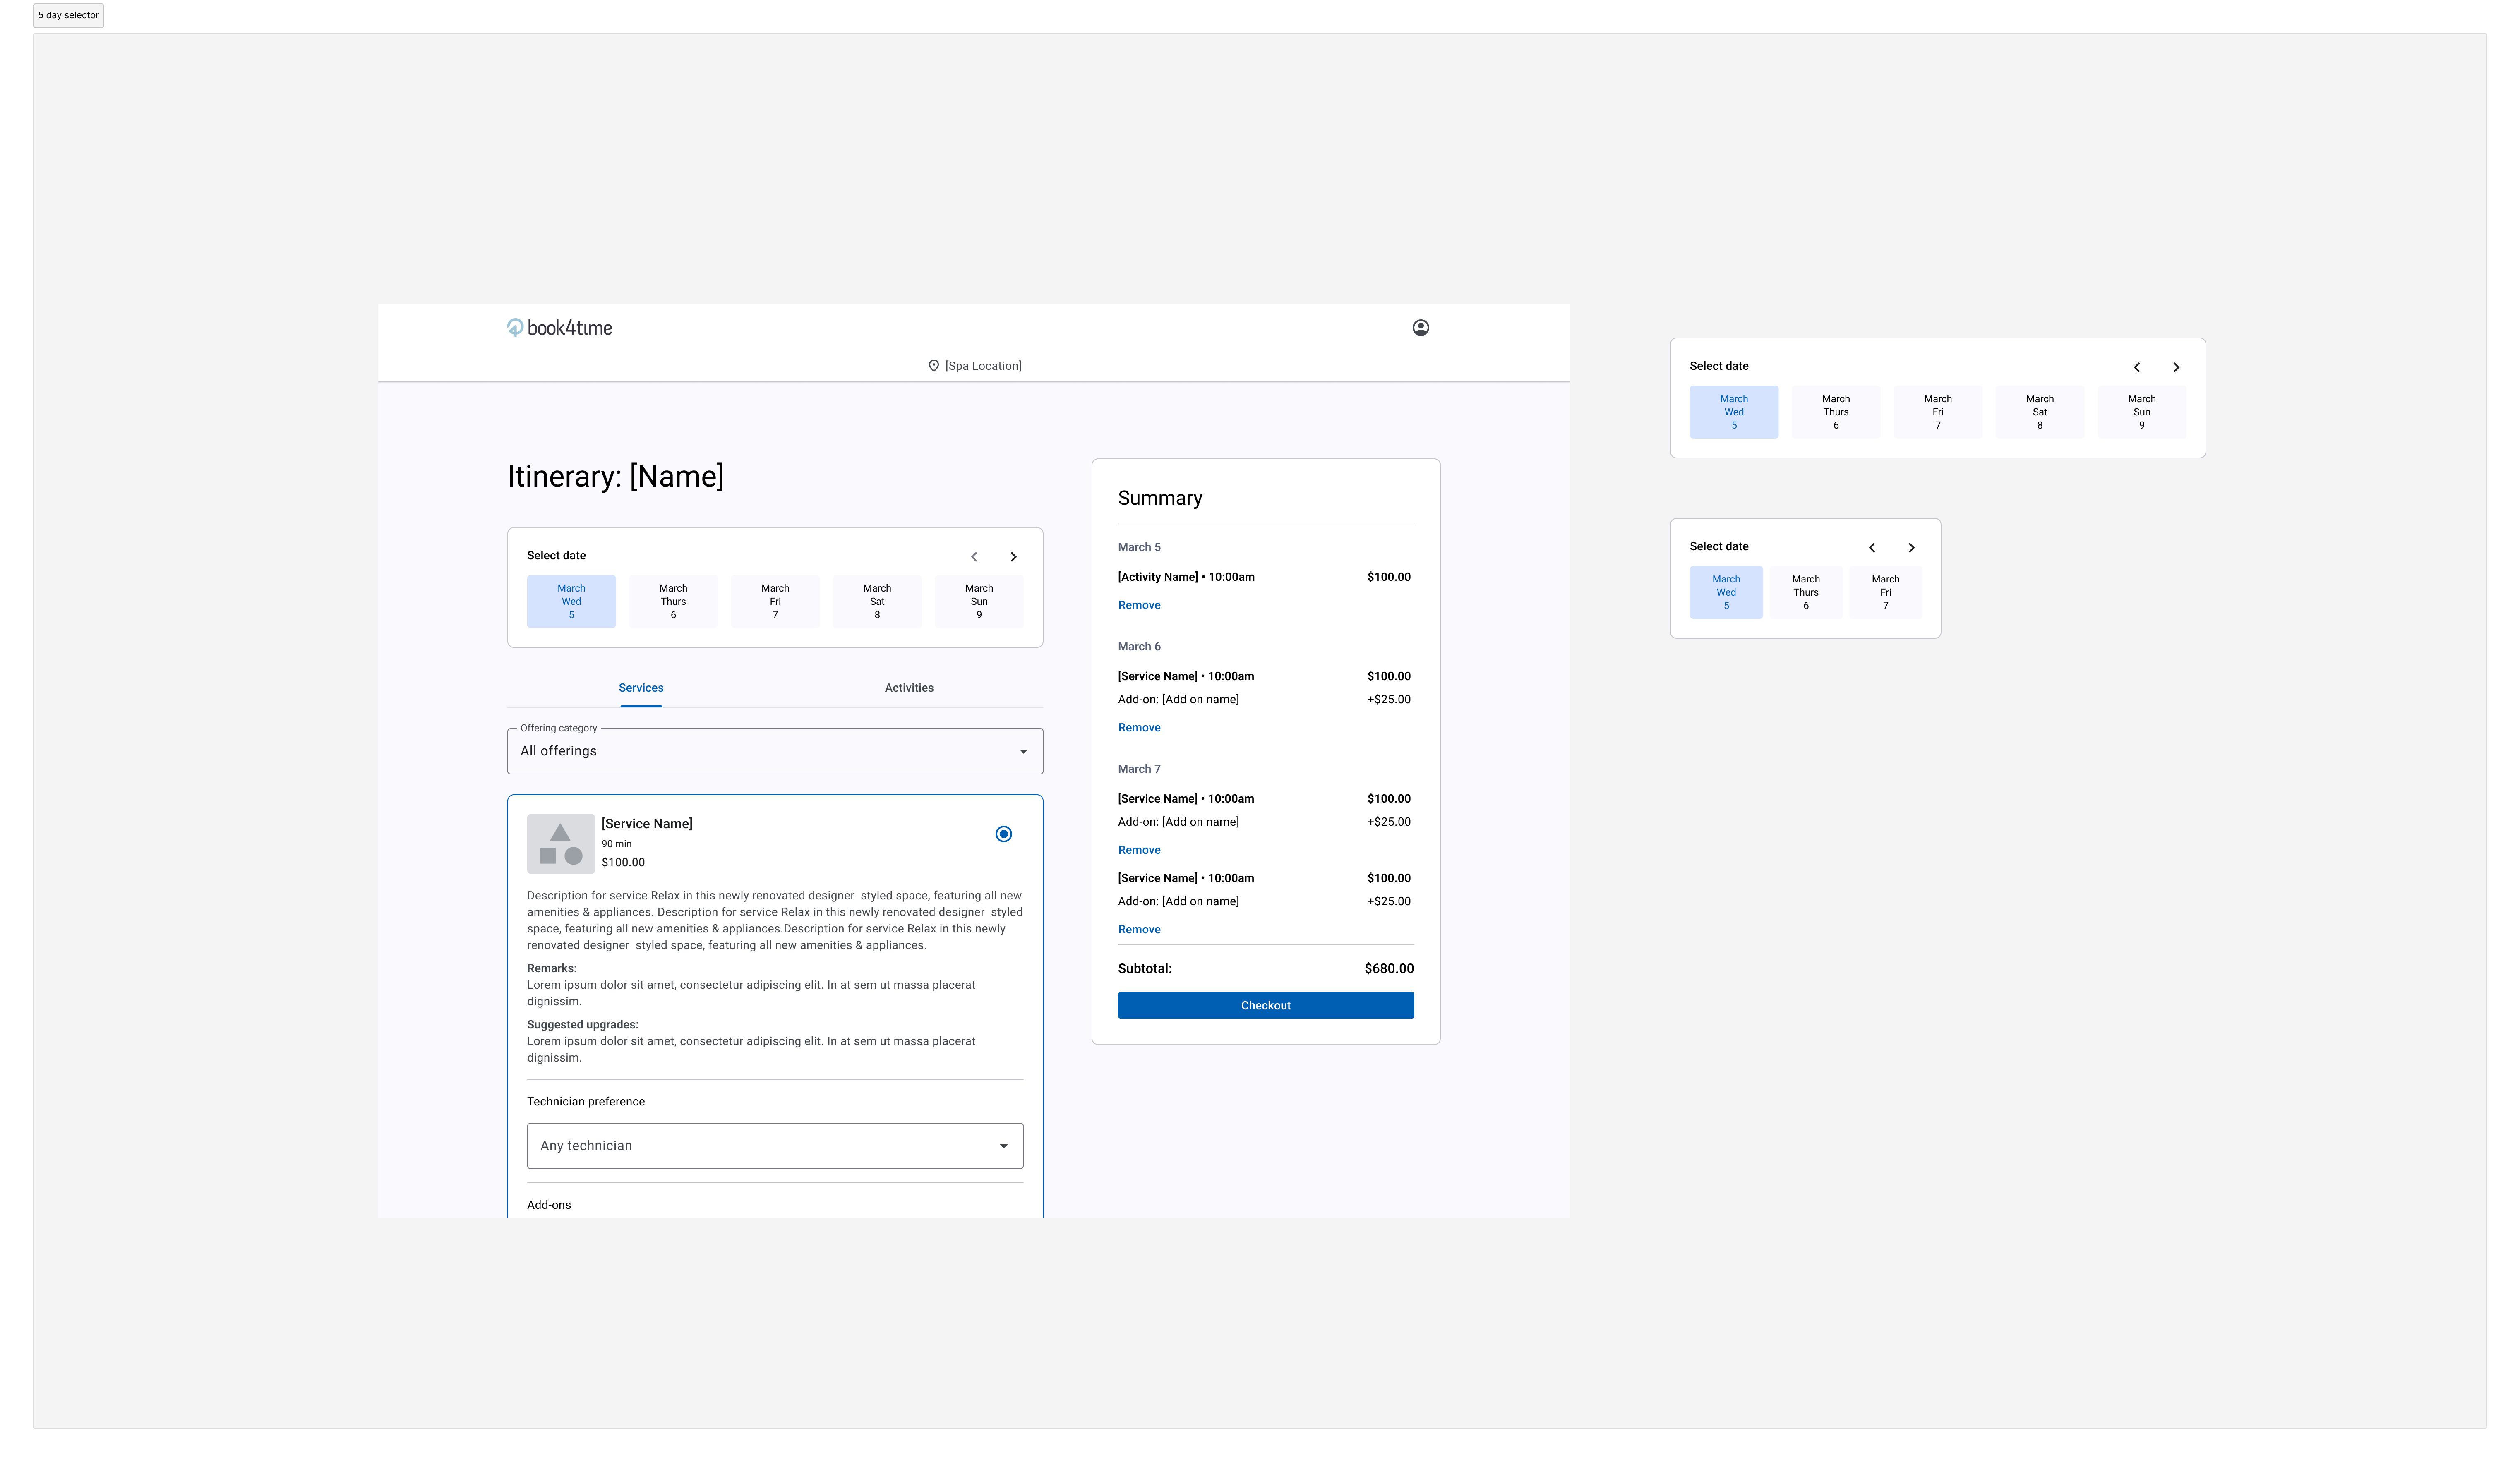 5 day selector
book4time
[Spa Location]
Itinerary: [Name]
Select date
March
Wed
5
March
Thurs
6
March
Fri
7
March
Sat
8
March
Sun
9
Services
Activities
Offering category
All offerings
[Service Name]
90 min
$100.00
Description for service Relax in this newly renovated designer  styled space, featuring all new
amenities & appliances. Description for service Relax in this newly renovated designer  styled
space, featuring all new amenities & appliances.Description for service Relax in this newly
renovated designer  styled space, featuring all new amenities & appliances.
Remarks:
Lorem ipsum dolor sit amet, consectetur adipiscing elit. In at sem ut massa placerat
dignissim.
Suggested upgrades:
Lorem ipsum dolor sit amet, consectetur adipiscing elit. In at sem ut massa placerat
dignissim.
Technician preference
Any technician
Add-ons
Summary
March 5
[Activity Name] • 10:00am $100.00
Remove
March 6
[Service Name] • 10:00am $100.00
Add-on: [Add on name] +$25.00
Remove
March 7
[Service Name] • 10:00am $100.00
Add-on: [Add on name] +$25.00
Remove
[Service Name] • 10:00am $100.00
Add-on: [Add on name] +$25.00
Remove
Subtotal: $680.00
Checkout
Select date
March
Wed
5
March
Thurs
6
March
Fri
7
March
Sat
8
March
Sun
9
Select date
March
Wed
5
March
Thurs
6
March
Fri
7